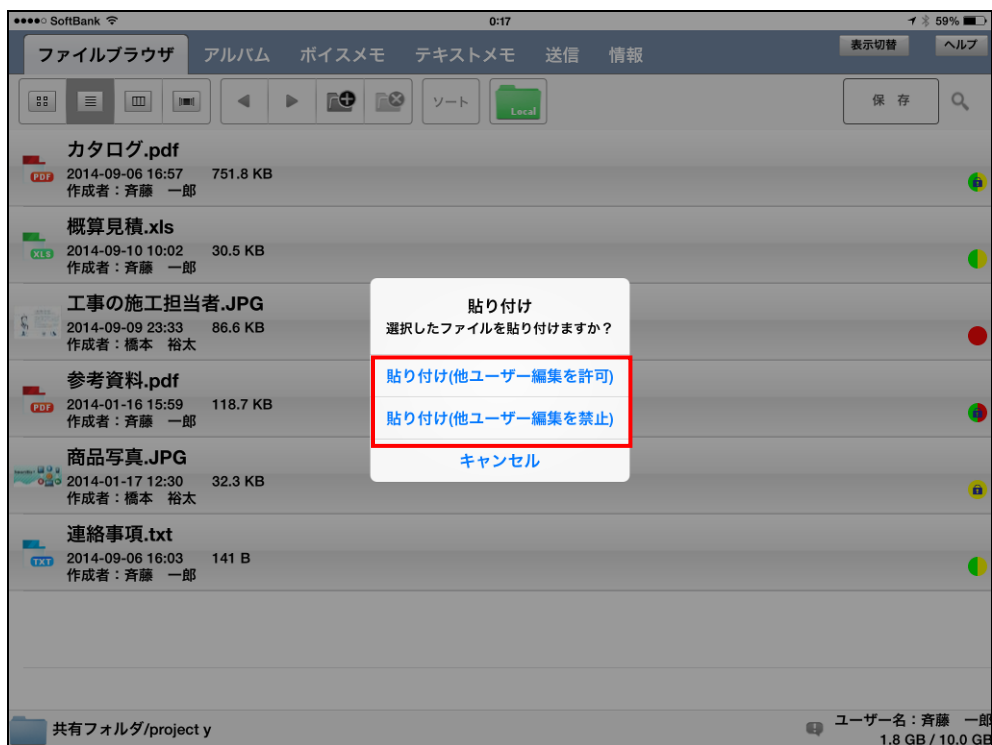 SoftBank 0:17 59%
ファイルブラウザ アルバム ボイスメモ テキストメモ 送信 情報 表示切替 ヘルプ
ソート Local 保 存
カタログ.pdf
PDF 2014-09-06 16:57 751.8 KB
作成者：斉藤 一郎
概算見積.xls
XLS 2014-09-10 10:02 30.5 KB
作成者：斉藤 一郎
工事の施工担当者.JPG
2014-09-09 23:33 86.6 KB
作成者：橋本 裕太
参考資料.pdf
PDF 2014-01-16 15:59 118.7 KB
作成者：斉藤 一郎
商品写真.JPG
2014-01-17 12:30 32.3 KB
作成者：橋本 裕太
連絡事項.txt
TXT 2014-09-06 16:03 141 B
作成者：斉藤 一郎
貼り付け
選択したファイルを貼り付けますか？
貼り付け(他ユーザー編集を許可)
貼り付け(他ユーザー編集を禁止)
キャンセル
共有フォルダ/project y
ユーザー名：斉藤 一郎
1.8 GB / 10.0 GB